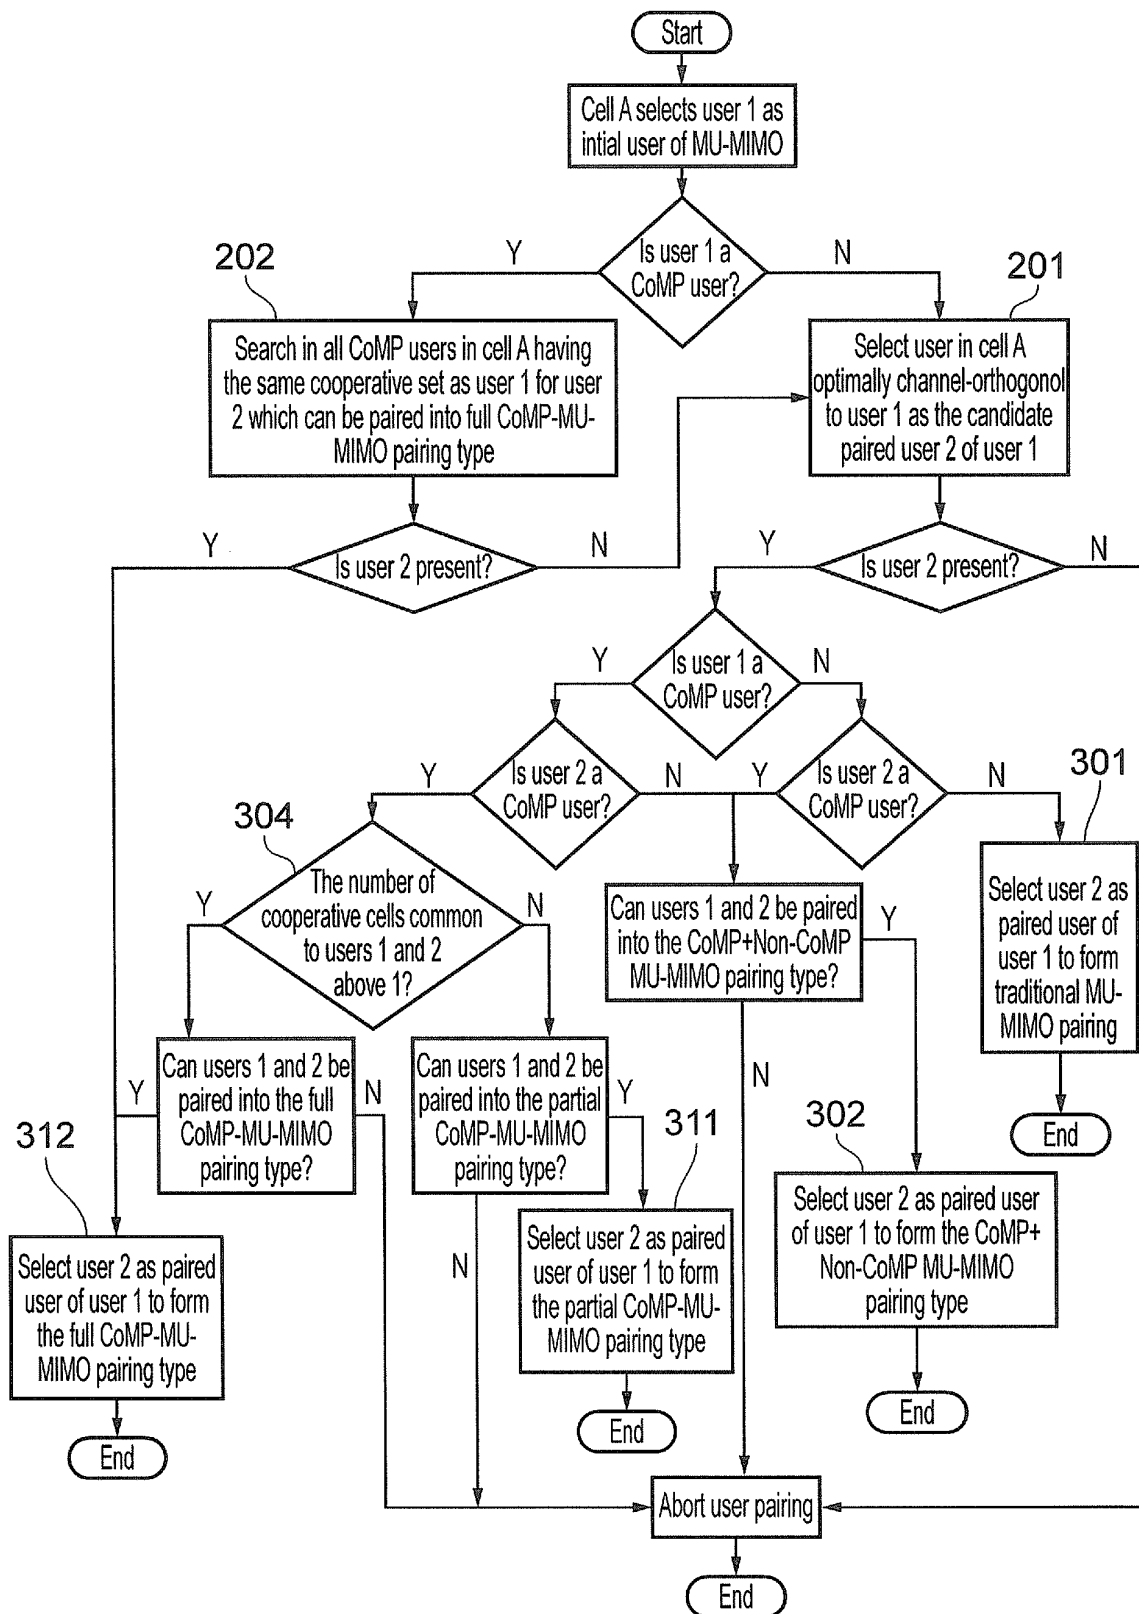 Start
Cell A selects user 1 as
intial user of MU-MIMO
Is user 1 a
CoMP user?
Y
N
202
201
Search in all CoMP users in cell A having
the same cooperative set as user 1 for user
2 which can be paired into full CoMP-MU-
MIMO pairing type
Select user in cell A
optimally channel-orthogonol
to user 1 as the candidate
paired user 2 of user 1
Y
Is user 2 present?
N
Y
Is user 2 present?
N
Y
Is user 1 a
CoMP user?
N
Y
Is user 2 a
CoMP user?
N
Y
Is user 2 a
CoMP user?
N
301
304
Y
The number of
cooperative cells common
to users 1 and 2
above 1?
N
Can users 1 and 2 be paired
into the CoMP+Non-CoMP
MU-MIMO pairing type?
Y
N
Select user 2 as
paired user of
user 1 to form
traditional MU-
MIMO pairing
End
Y
Can users 1 and 2 be
paired into the full
CoMP-MU-MIMO
pairing type?
N
Can users 1 and 2 be
paired into the partial
CoMP-MU-MIMO
pairing type?
Y
N
312
311
302
Select user 2 as paired
user of user 1 to form
the full CoMP-MU-
MIMO pairing type
End
Select user 2 as paired
user of user 1 to form
the partial CoMP-MU-
MIMO pairing type
End
Select user 2 as paired user
of user 1 to form the CoMP+
Non-CoMP MU-MIMO
pairing type
End
Abort user pairing
End